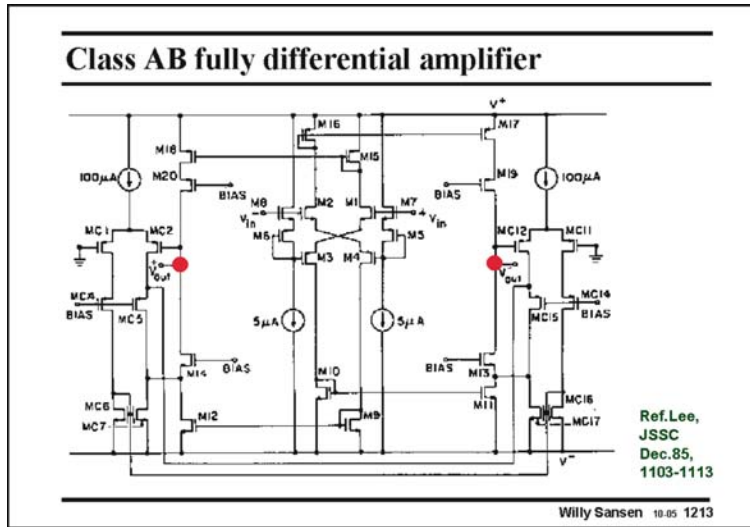 Class AB fully differential amplifier
V+
M16
M17
M18
M15
100µA
M20
M19
100µA
BIAS
BIAS
M8
M2
M1
M7
Vin
+Vin
MC1
MC2
MC12
MC11
M6
M5
M3
M4
V+out
V-out
MC4
MC14
BIAS
MC5
MC15
BIAS
5µA
5µA
BIAS
BIAS
M14
M10
M13
MC6
MC16
MC7
M12
M9
M11
MC17
V-
Ref.Lee,
JSSC
Dec.85,
1103-1113
Willy Sansen 10-05 1213